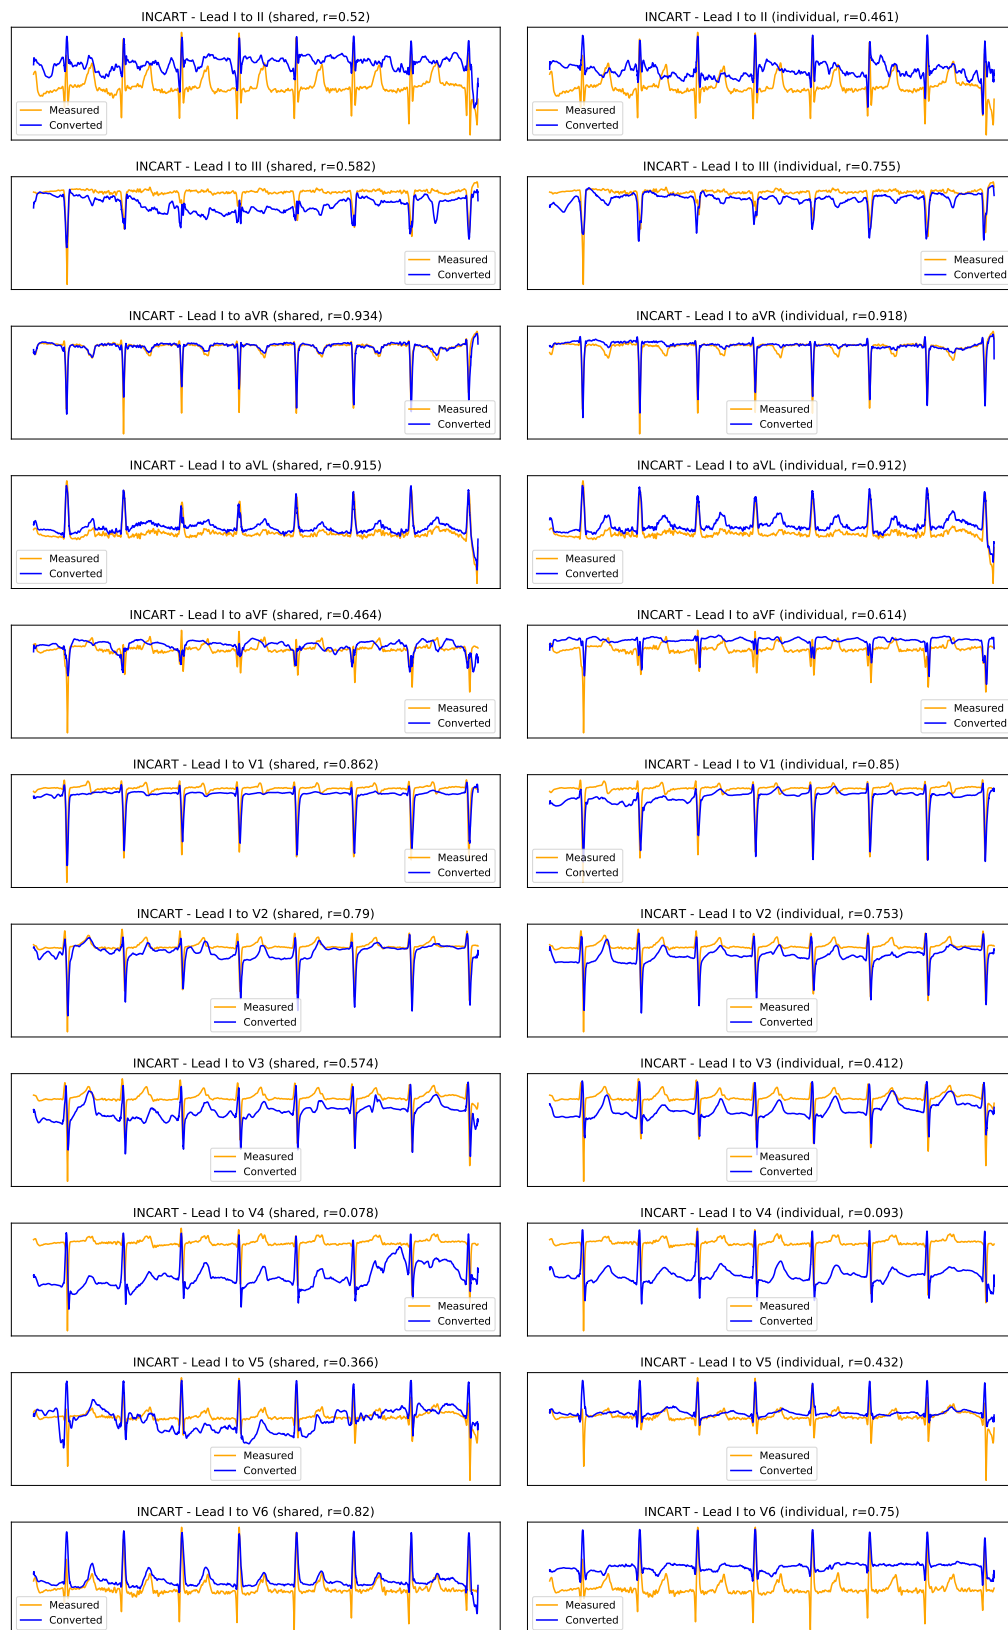 INCART - Lead I to II (shared, r=0.52)
INCART - Lead I to II (individual, r=0.461)
Measured
Converted
Measured
Converted
INCART - Lead I to III (shared, r=0.582)
INCART - Lead I to III (individual, r=0.755)
Measured
Converted
Measured
Converted
INCART - Lead I to aVR (shared, r=0.934)
INCART - Lead I to aVR (individual, r=0.918)
Measured
Converted
Measured
Converted
INCART - Lead I to aVL (shared, r=0.915)
INCART - Lead I to aVL (individual, r=0.912)
Measured
Converted
Measured
Converted
INCART - Lead I to aVF (shared, r=0.464)
INCART - Lead I to aVF (individual, r=0.614)
Measured
Converted
Measured
Converted
INCART - Lead I to V1 (shared, r=0.862)
INCART - Lead I to V1 (individual, r=0.85)
Measured
Converted
Measured
Converted
INCART - Lead I to V2 (shared, r=0.79)
INCART - Lead I to V2 (individual, r=0.753)
Measured
Converted
Measured
Converted
INCART - Lead I to V3 (shared, r=0.574)
INCART - Lead I to V3 (individual, r=0.412)
Measured
Converted
Measured
Converted
INCART - Lead I to V4 (shared, r=0.078)
INCART - Lead I to V4 (individual, r=0.093)
Measured
Converted
Measured
Converted
INCART - Lead I to V5 (shared, r=0.366)
INCART - Lead I to V5 (individual, r=0.432)
Measured
Converted
Measured
Converted
INCART - Lead I to V6 (shared, r=0.82)
INCART - Lead I to V6 (individual, r=0.75)
Measured
Converted
Measured
Converted